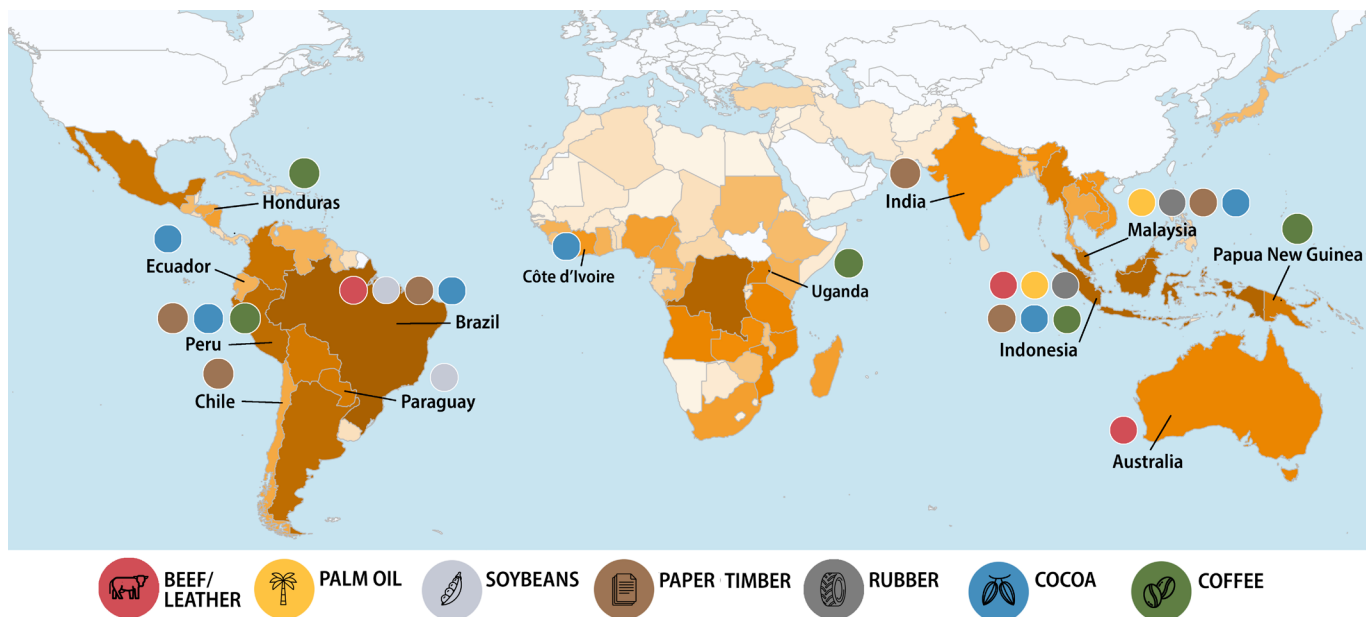 Honduras
Ecuador
Peru
Chile
Brazil
Paraguay
Côte d'Ivoire
Uganda
India
Malaysia
Papua New Guinea
Indonesia
Australia
BEEF/
LEATHER
PALM OIL
SOYBEANS
PAPER TIMBER
RUBBER
COCOA
COFFEE